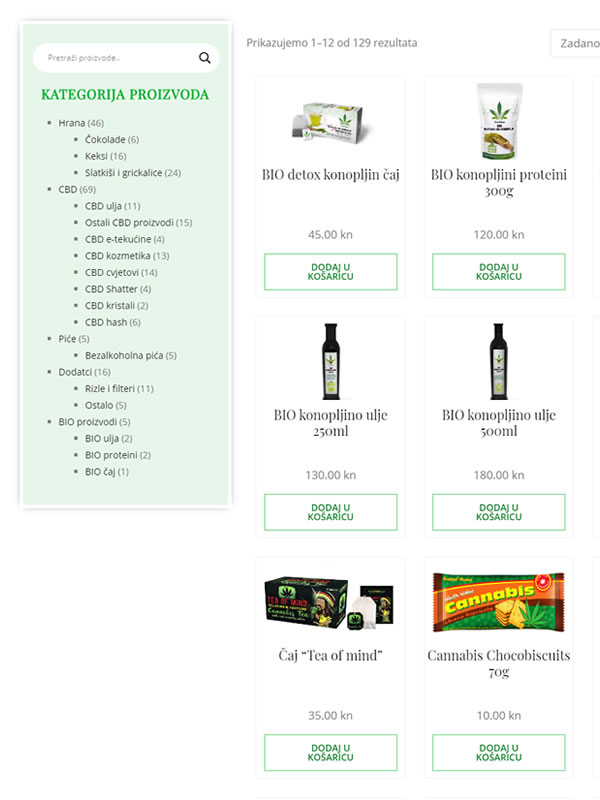 Pretraži proizvode..
KATEGORIJA PROIZVODA
Hrana (46)
Čokolade (6)
Keksi (16)
Slatkiši i grickalice (24)
CBD (69)
CBD ulja (11)
Ostali CBD proizvodi (15)
CBD e-tekućine (4)
CBD kozmetika (13)
CBD cvjetovi (14)
CBD Shatter (4)
CBD kristali (2)
CBD hash (6)
Piće (5)
Bezalkoholna pića (5)
Dodatci (16)
Rizle i filteri (11)
Ostalo (5)
BIO proizvodi (5)
BIO ulja (2)
BIO proteini (2)
BIO čaj (1)
Prikazujemo 1–12 od 129 rezultata
Zadano
BIO detox konopljin čaj
45.00 kn
DODAJ U
KOŠARICU
BIO konopljini proteini
300g
120.00 kn
DODAJ U
KOŠARICU
BIO konopljino ulje
250ml
130.00 kn
DODAJ U
KOŠARICU
BIO konopljino ulje
500ml
180.00 kn
DODAJ U
KOŠARICU
TEA OF MIND
Cannabis Tea
Čaj “Tea of mind”
35.00 kn
DODAJ U
KOŠARICU
Cannabis
Cannabis Chocobiscuits
70g
10.00 kn
DODAJ U
KOŠARICU